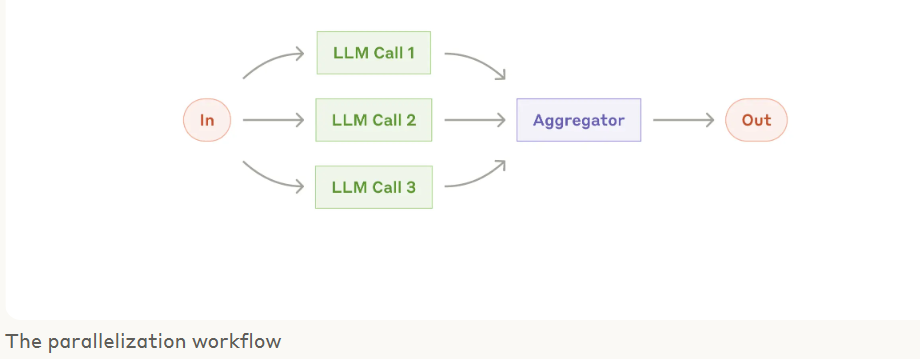 LLM Call 1
In
LLM Call 2
Aggregator
Out
LLM Call 3
The parallelization workflow